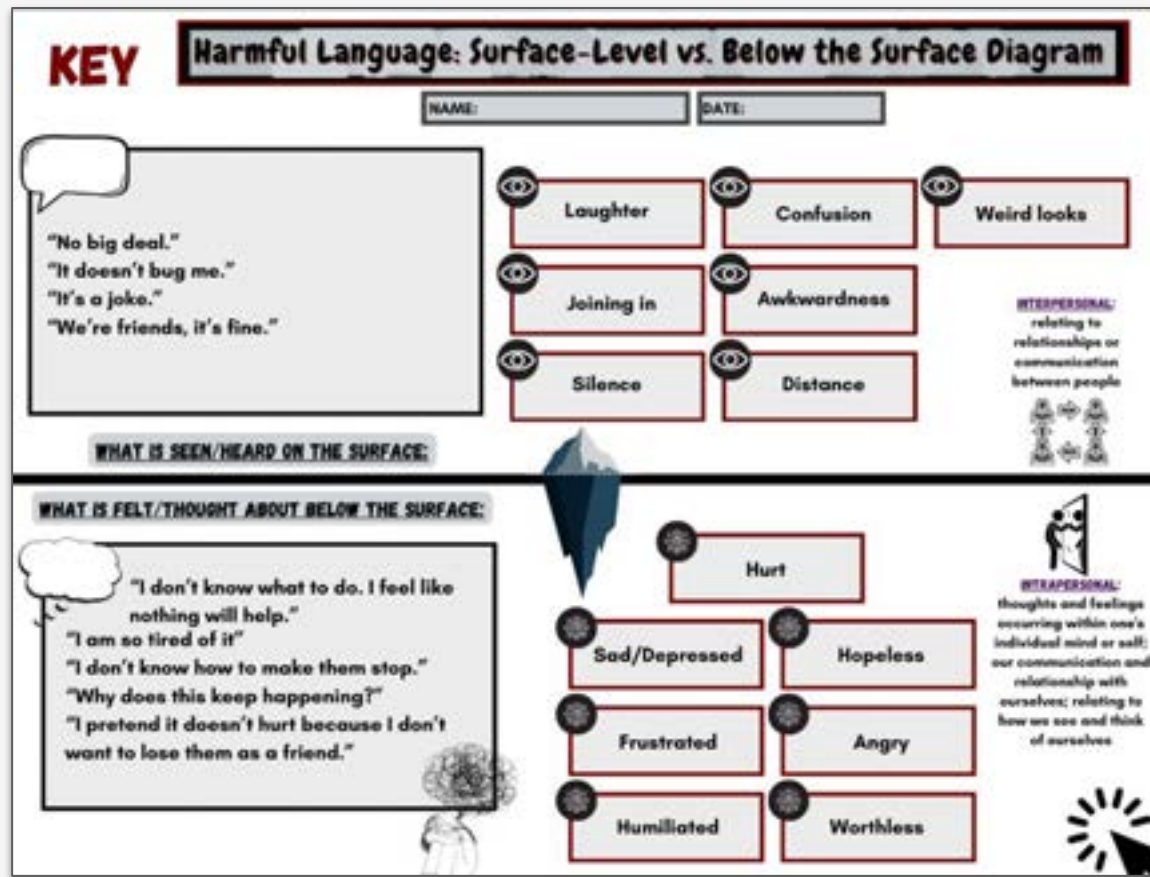 KEY
Harmful Language: Surface-Level vs. Below the Surface Diagram
NAME:
DATE:
"No big deal."
"It doesn't bug me."
"It's a joke."
"We're friends, it's fine."
Laughter
Confusion
Weird looks
Joining in
Awkwardness
Silence
Distance
INTERPERSONAL:
relating to
relationships or
communication
between people
WHAT IS SEEN/HEARD ON THE SURFACE:
WHAT IS FELT/THOUGHT ABOUT BELOW THE SURFACE:
"I don't know what to do. I feel like
nothing will help."
"I am so tired of it"
"I don't know how to make them stop."
"Why does this keep happening?"
"I pretend it doesn't hurt because I don't
want to lose them as a friend."
Hurt
Sad/Depressed
Hopeless
Frustrated
Angry
Humiliated
Worthless
INTRAPERSONAL:
thoughts and feelings
occurring within one's
individual mind or self;
our communication and
relationship with
ourselves; relating to
how we see and think
of ourselves